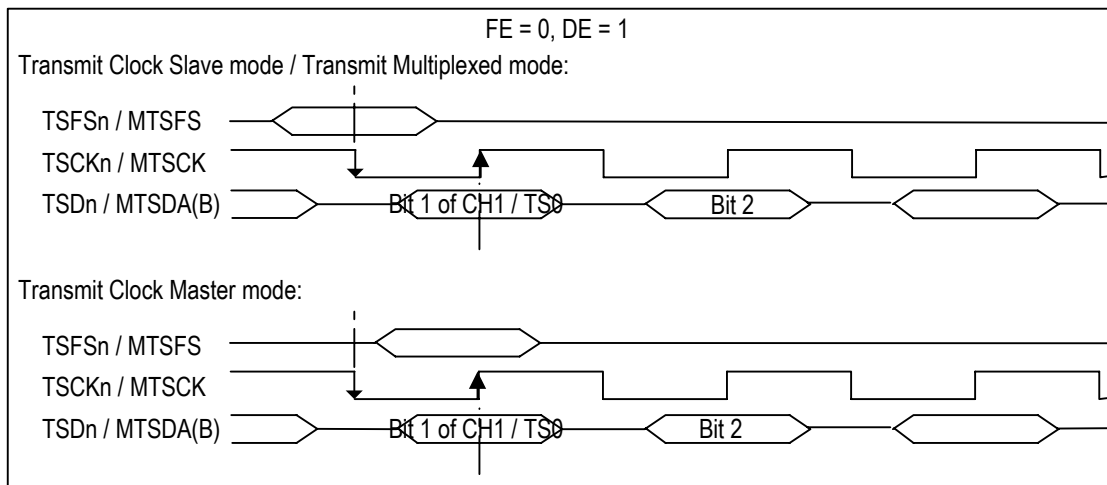 FE = 0, DE = 1
Transmit Clock Slave mode / Transmit Multiplexed mode:
TSFSn / MTSFS
TSCKn / MTSCK
TSDn / MTSDA(B)
Bit 1 of CH1 / TS0
Bit 2
Transmit Clock Master mode:
TSFSn / MTSFS
TSCKn / MTSCK
TSDn / MTSDA(B)
Bit 1 of CH1 / TS0
Bit 2